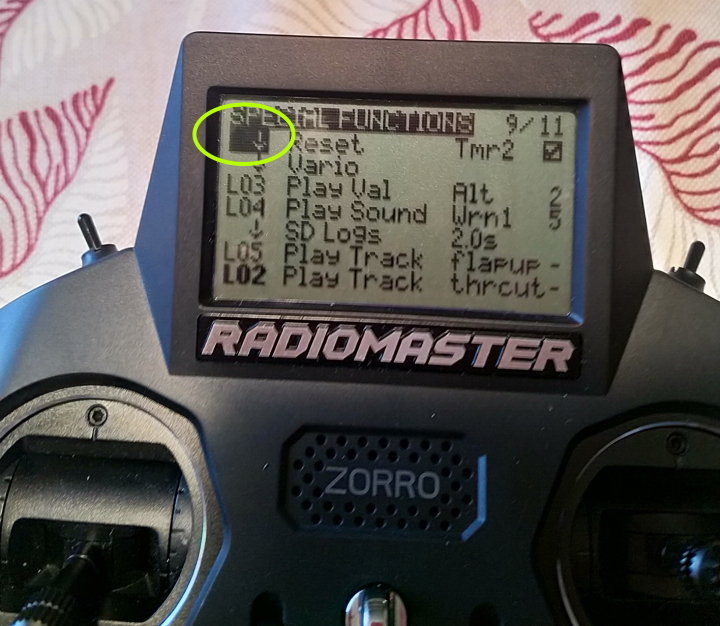 SPECIAL FUNCTIONS 9/11
↓ Reset Tmr2 ☑
↓ Vario
L03 Play Val Alt 2
L04 Play Sound Wrn1 5
↓ SD Logs 2.0s
L05 Play Track flapup -
L02 Play Track thrcut-
RADIOMASTER
ZORRO